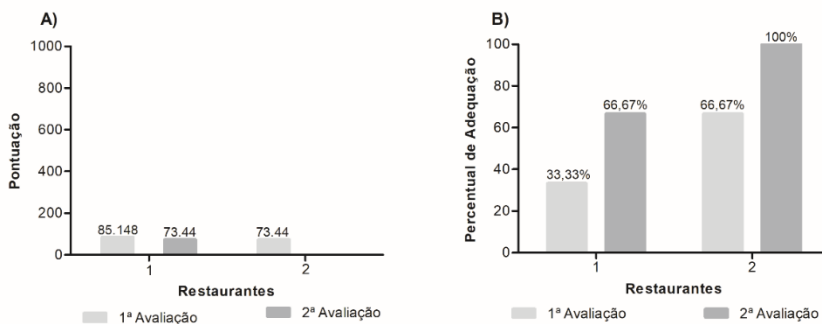 A)
Pontuação
1000
800
600
400
200
0
85.148
73.44
73.44
1
2
Restaurantes
1ª Avaliação
2ª Avaliação
B)
Percentual de Adequação
100
80
60
40
20
0
33,33%
66,67%
66,67%
100%
1
2
Restaurantes
1ª Avaliação
2ª Avaliação